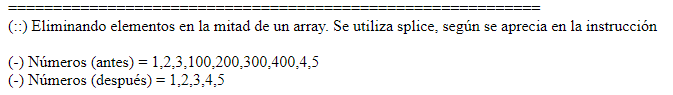 ===========================================================
(::) Eliminando elementos en la mitad de un array. Se utiliza splice, según se aprecia en la instrucción
(-) Números (antes) = 1,2,3,100,200,300,400,4,5
(-) Números (después) = 1,2,3,4,5